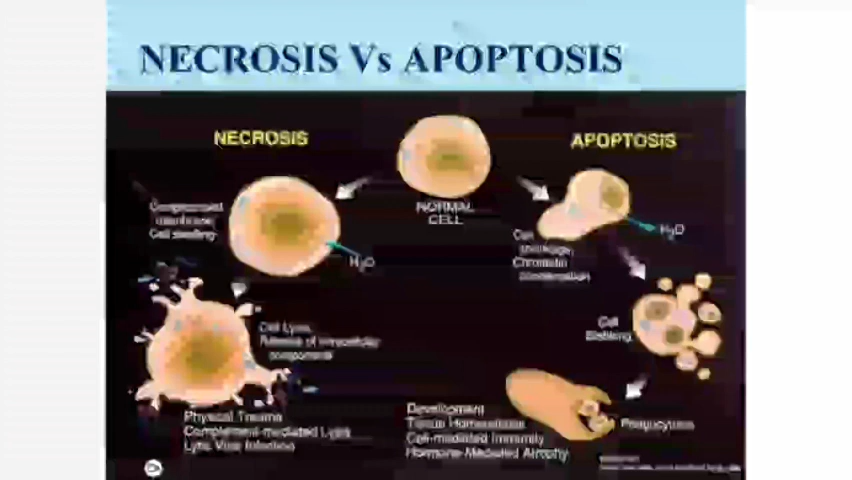 NECROSIS Vs APOPTOSIS
NECROSIS
APOPTOSIS
NORMAL
CELL
Compromised
membrane
Cell swelling
H₂O
Cell
shrinkage,
Chromatin
condensation
H₂O
Cell Lysis,
Release of intracellular
components
Cell
Blebbing
Physical Trauma
Complement-mediated Lysis
Lytic Viral Infection
Development
Tissue Homeostasis
Cell-mediated Immunity
Hormone-Mediated Atrophy
Phagocytosis